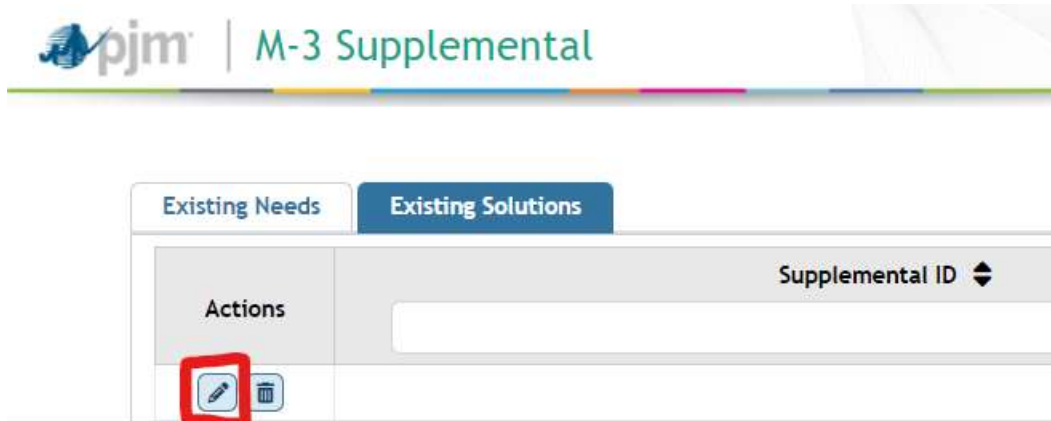 pjm M-3 Supplemental
Existing Needs Existing Solutions
Supplemental ID
Actions